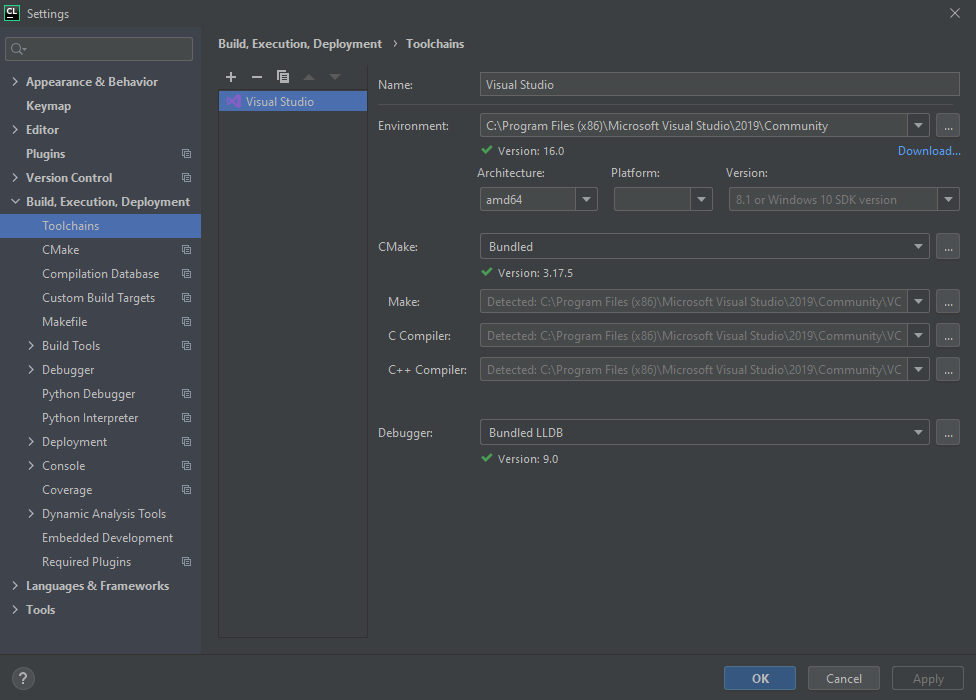 CL Settings
Build, Execution, Deployment › Toolchains
Appearance & Behavior
Keymap
Editor
Plugins
Version Control
Build, Execution, Deployment
Toolchains
CMake
Compilation Database
Custom Build Targets
Makefile
Build Tools
Debugger
Python Debugger
Python Interpreter
Deployment
Console
Coverage
Dynamic Analysis Tools
Embedded Development
Required Plugins
Languages & Frameworks
Tools
Visual Studio
Name: Visual Studio
Environment: C:\Program Files (x86)\Microsoft Visual Studio\2019\Community ...
Version: 16.0 Download...
Architecture: Platform: Version:
amd64 8.1 or Windows 10 SDK version
CMake: Bundled ...
Version: 3.17.5
Make: Detected: C:\Program Files (x86)\Microsoft Visual Studio\2019\Community\VC ...
C Compiler: Detected: C:\Program Files (x86)\Microsoft Visual Studio\2019\Community\VC ...
C++ Compiler: Detected: C:\Program Files (x86)\Microsoft Visual Studio\2019\Community\VC ...
Debugger: Bundled LLDB ...
Version: 9.0
? OK Cancel Apply